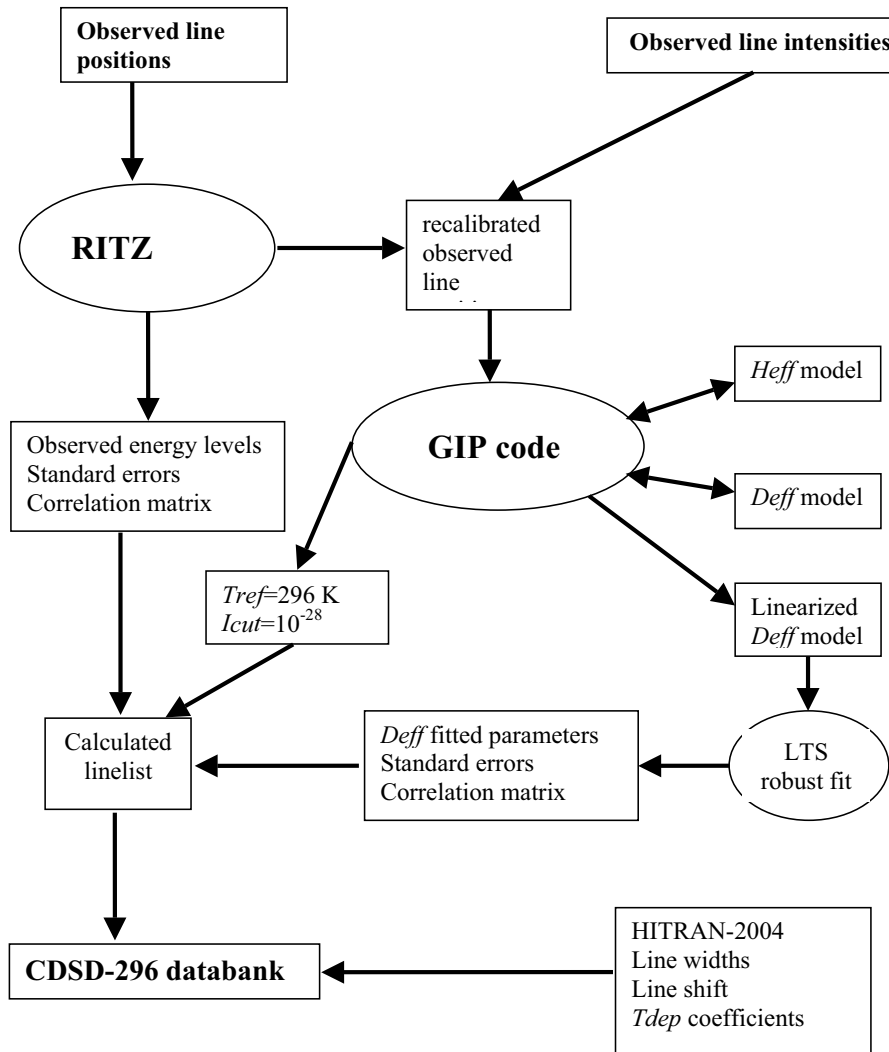 Observed line
positions
Observed line intensities
RITZ
recalibrated
observed
line
Heff model
GIP code
Observed energy levels
Standard errors
Correlation matrix
Deff model
Tref=296 K
Icut=10⁻²⁸
Linearized
Deff model
Calculated
linelist
Deff fitted parameters
Standard errors
Correlation matrix
LTS
robust fit
CDSD-296 databank
HITRAN-2004
Line widths
Line shift
Tdep coefficients